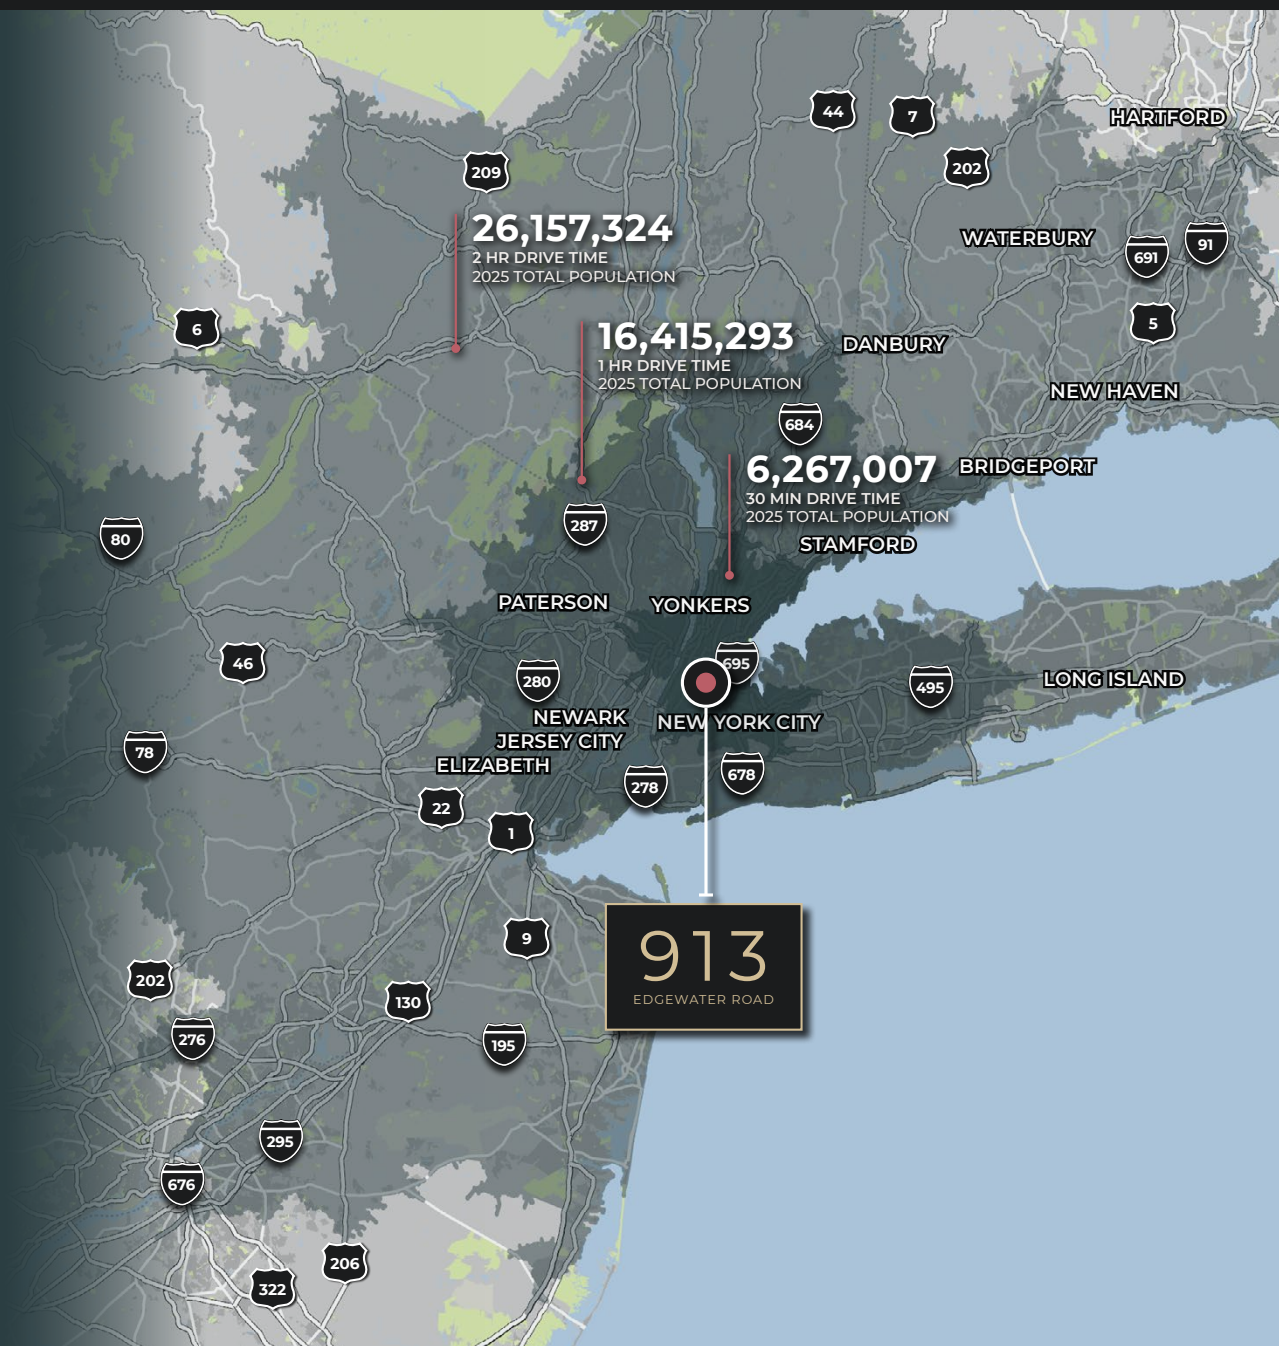 44
7
HARTFORD
209
202
26,157,324
2 HR DRIVE TIME
2025 TOTAL POPULATION
WATERBURY
691
91
6
16,415,293
1 HR DRIVE TIME
2025 TOTAL POPULATION
DANBURY
5
NEW HAVEN
684
6,267,007
30 MIN DRIVE TIME
2025 TOTAL POPULATION
BRIDGEPORT
80
287
STAMFORD
PATERSON
YONKERS
46
280
695
495
LONG ISLAND
NEWARK
NEW YORK CITY
JERSEY CITY
78
ELIZABETH
278
678
22
1
9
913
EDGEWATER ROAD
202
130
276
195
295
676
206
322